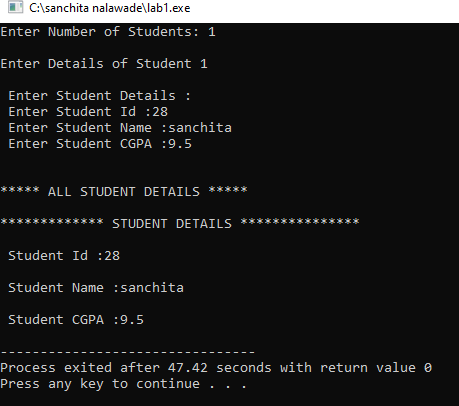 C:\sanchita nalawade\lab1.exe
Enter Number of Students: 1
Enter Details of Student 1
Enter Student Details :
Enter Student Id :28
Enter Student Name :sanchita
Enter Student CGPA :9.5
***** ALL STUDENT DETAILS *****
************* STUDENT DETAILS ***************
Student Id :28
Student Name :sanchita
Student CGPA :9.5
--------------------------------
Process exited after 47.42 seconds with return value 0
Press any key to continue . . .